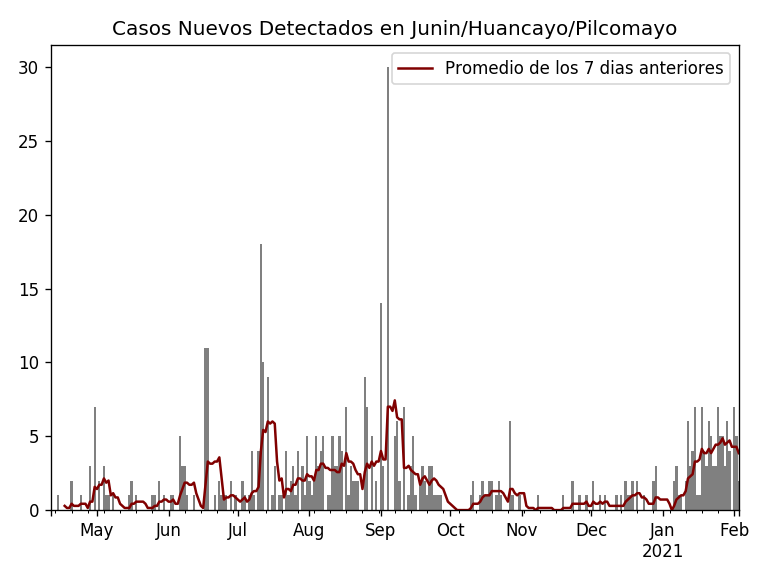 Casos Nuevos Detectados en Junin/Huancayo/Pilcomayo
Promedio de los 7 dias anteriores
30
25
20
15
10
5
0
May Jun Jul Aug Sep Oct Nov Dec Jan Feb
2021